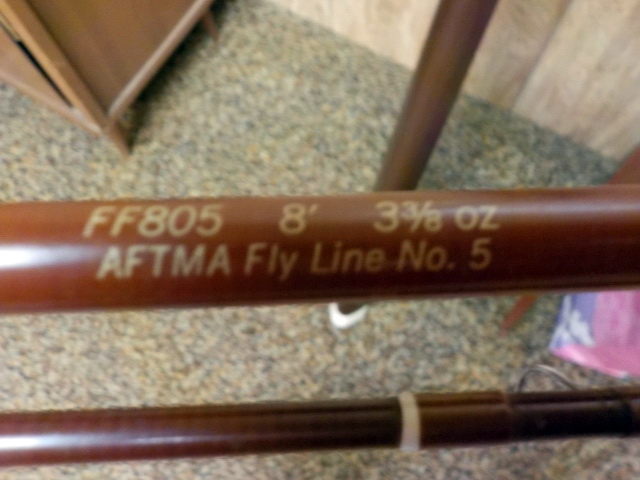 FF805 8' 3⅜ oz
AFTMA Fly Line No. 5